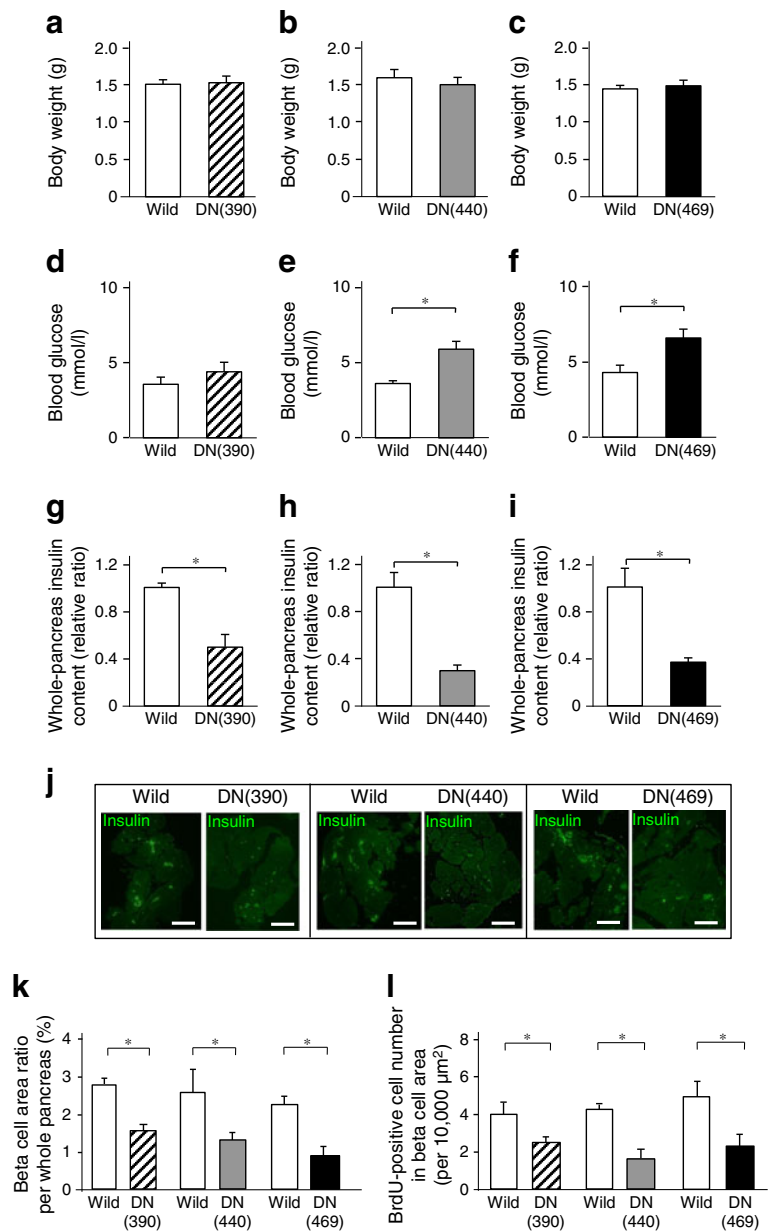 a
b
c
Body weight (g)
2.0
1.5
1.0
0.5
0
Wild DN(390)
Body weight (g)
2.0
1.5
1.0
0.5
0
Wild DN(440)
Body weight (g)
2.0
1.5
1.0
0.5
0
Wild DN(469)
d
e
f
Blood glucose
(mmol/l)
10
5
0
Wild DN(390)
Blood glucose
(mmol/l)
10
5
0
*
Wild DN(440)
Blood glucose
(mmol/l)
10
5
0
*
Wild DN(469)
g
h
i
Whole-pancreas insulin
content (relative ratio)
1.2
0.8
0.4
0
*
Wild DN(390)
Whole-pancreas insulin
content (relative ratio)
1.2
0.8
0.4
0
*
Wild DN(440)
Whole-pancreas insulin
content (relative ratio)
1.2
0.8
0.4
0
*
Wild DN(469)
j
Wild DN(390) Wild DN(440) Wild DN(469)
Insulin Insulin Insulin Insulin Insulin Insulin
k
Beta cell area ratio
per whole pancreas (%)
4
3
2
1
0
* * *
Wild DN Wild DN Wild DN
(390) (440) (469)
l
BrdU-positive cell number
in beta cell area
(per 10,000 μm²)
8
6
4
2
0
* * *
Wild DN Wild DN Wild DN
(390) (440) (469)